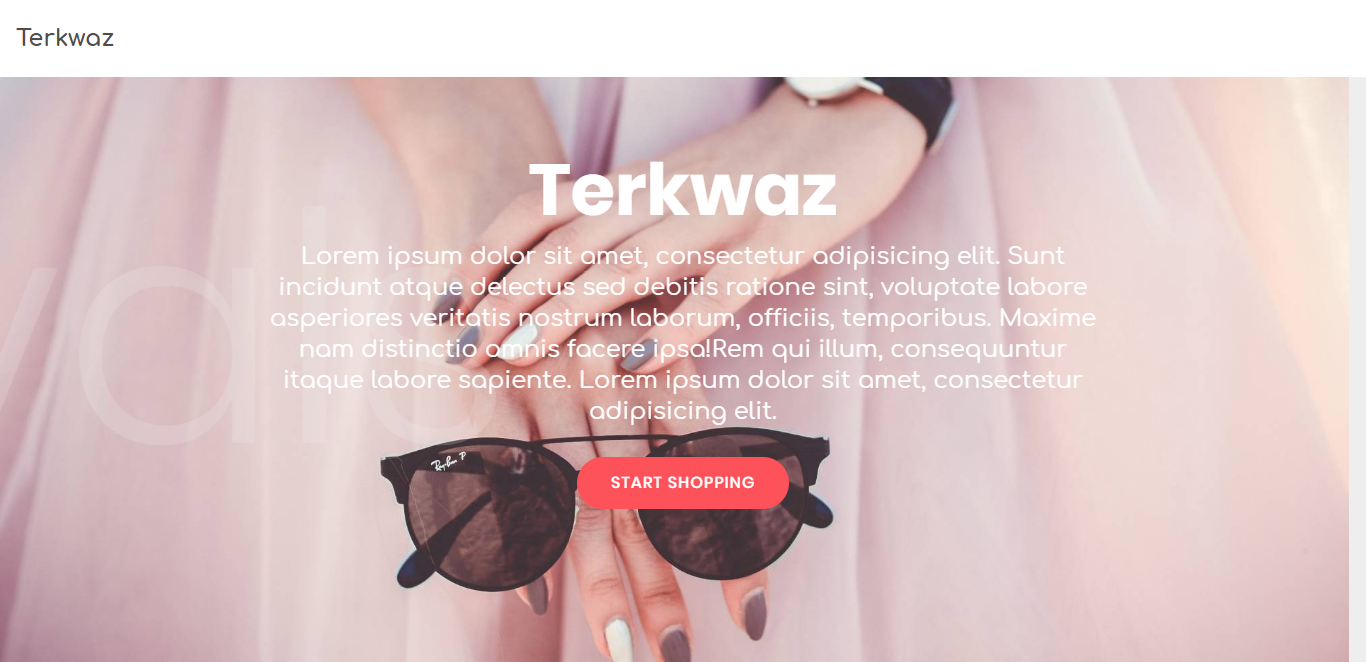 Terkwaz
Terkwaz
Lorem ipsum dolor sit amet, consectetur adipisicing elit. Sunt
incidunt atque delectus sed debitis ratione sint, voluptate labore
asperiores veritatis nostrum laborum, officiis, temporibus. Maxime
nam distinctio omnis facere ipsa!Rem qui illum, consequuntur
itaque labore sapiente. Lorem ipsum dolor sit amet, consectetur
adipisicing elit.
Ray-Ban P
START SHOPPING